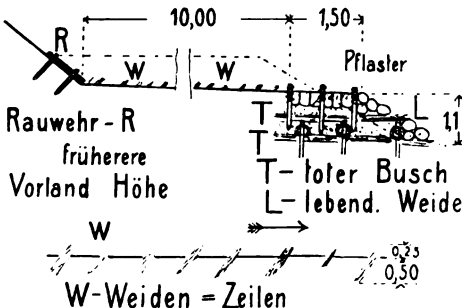 10,00 1,50
R
W W Pflaster
T L 1,1
Rauwehr-R T
früherere
Vorland Höhe T-toter Busch
L-lebend. Weide
W
0,25
0,50
W-Weiden = Zeilen